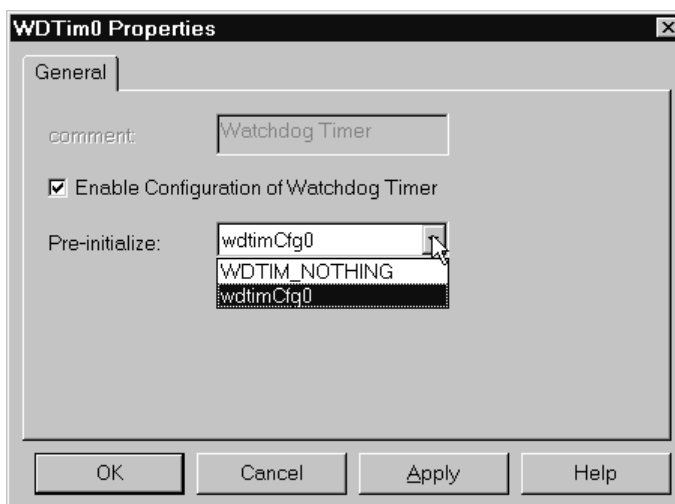 WDTim0 Properties
General
comment:
Watchdog Timer
Enable Configuration of Watchdog Timer
Pre-initialize:
wdtimCfg0
WDTIM_NOTHING
wdtimCfg0
OK
Cancel
Apply
Help